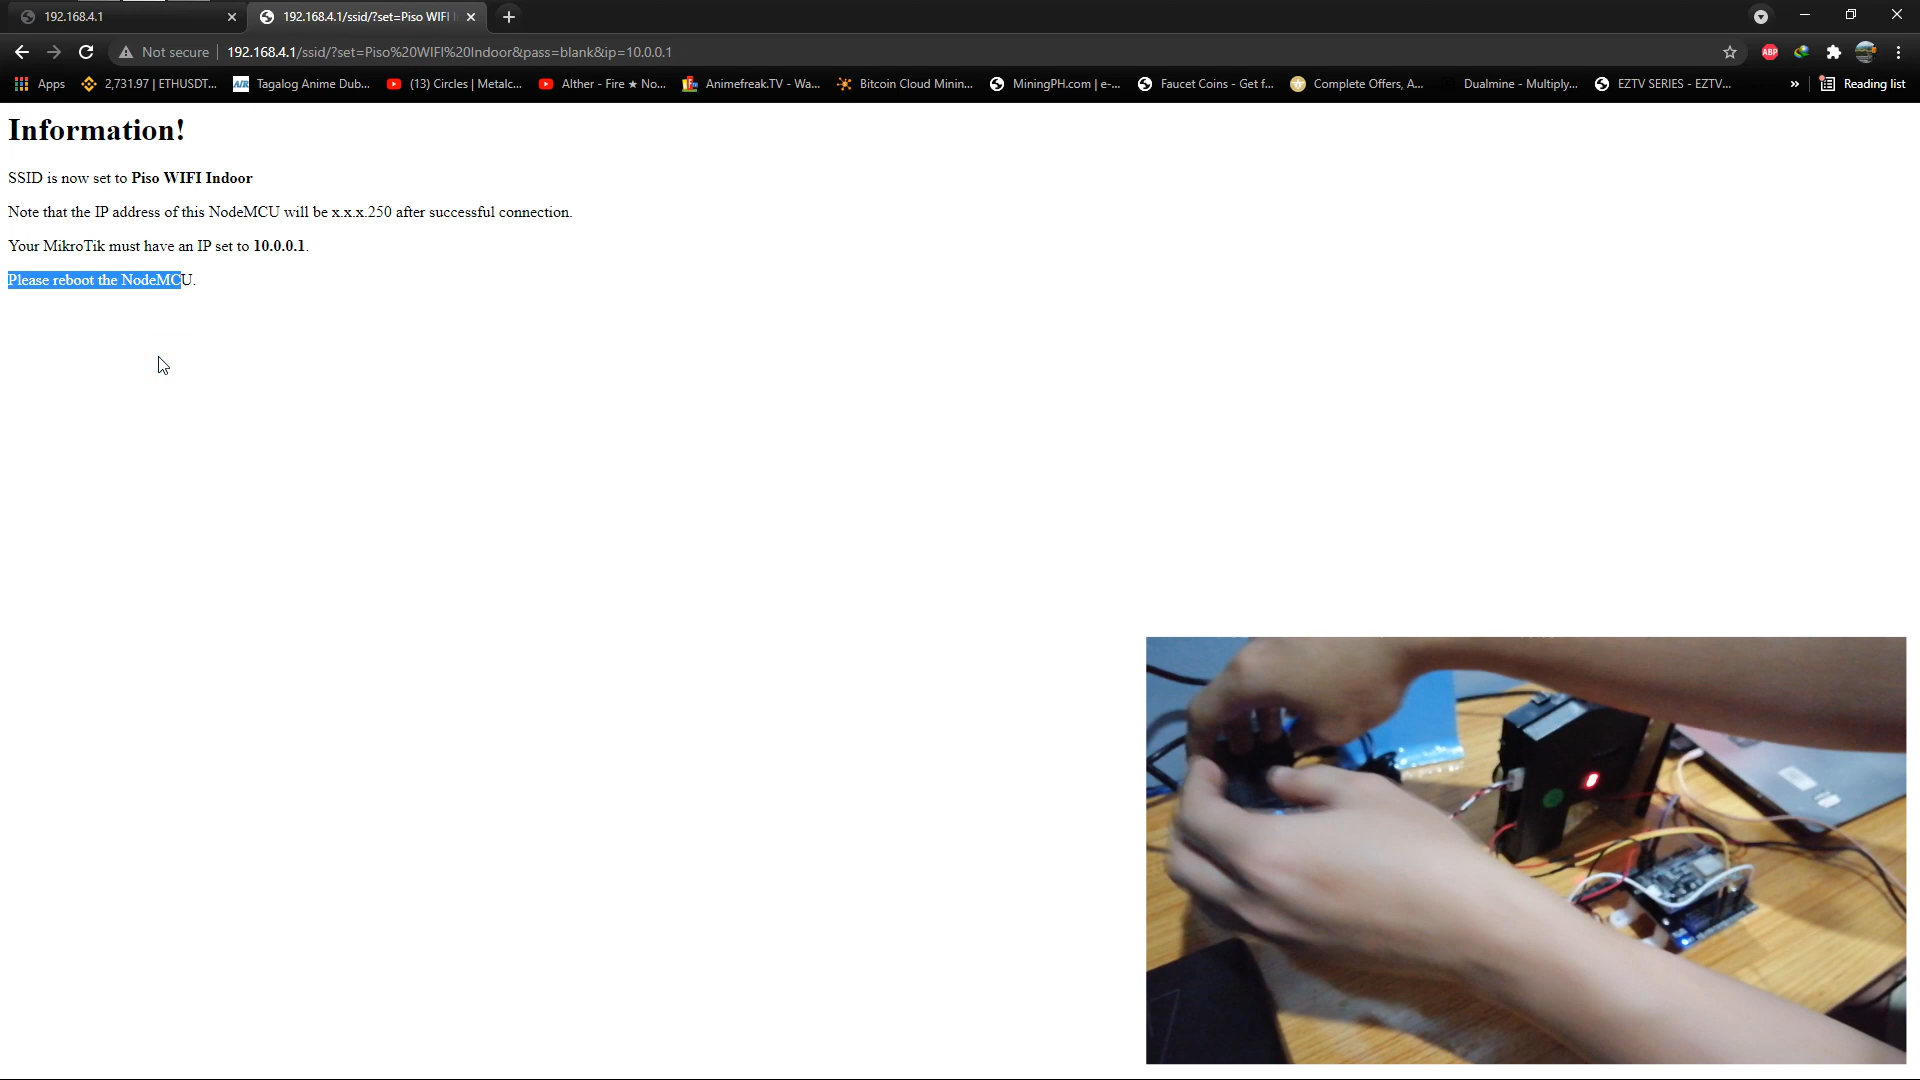 192.168.4.1
192.168.4.1/ssid/?set=Piso WIFI I
Not secure
192.168.4.1/ssid/?set=Piso%20WIFI%20Indoor&pass=blank&ip=10.0.0.1
ABP
Apps
2,731.97 | ETHUSDT...
Tagalog Anime Dub...
(13) Circles | Metalc...
Alther - Fire ★ No...
Animefreak.TV - Wa...
Bitcoin Cloud Minin...
MiningPH.com | e-...
Faucet Coins - Get f...
Complete Offers, A...
Dualmine - Multiply...
EZTV SERIES - EZTV...
»
Reading list
Information!
SSID is now set to Piso WIFI Indoor
Note that the IP address of this NodeMCU will be x.x.x.250 after successful connection.
Your MikroTik must have an IP set to 10.0.0.1.
Please reboot the NodeMCU.